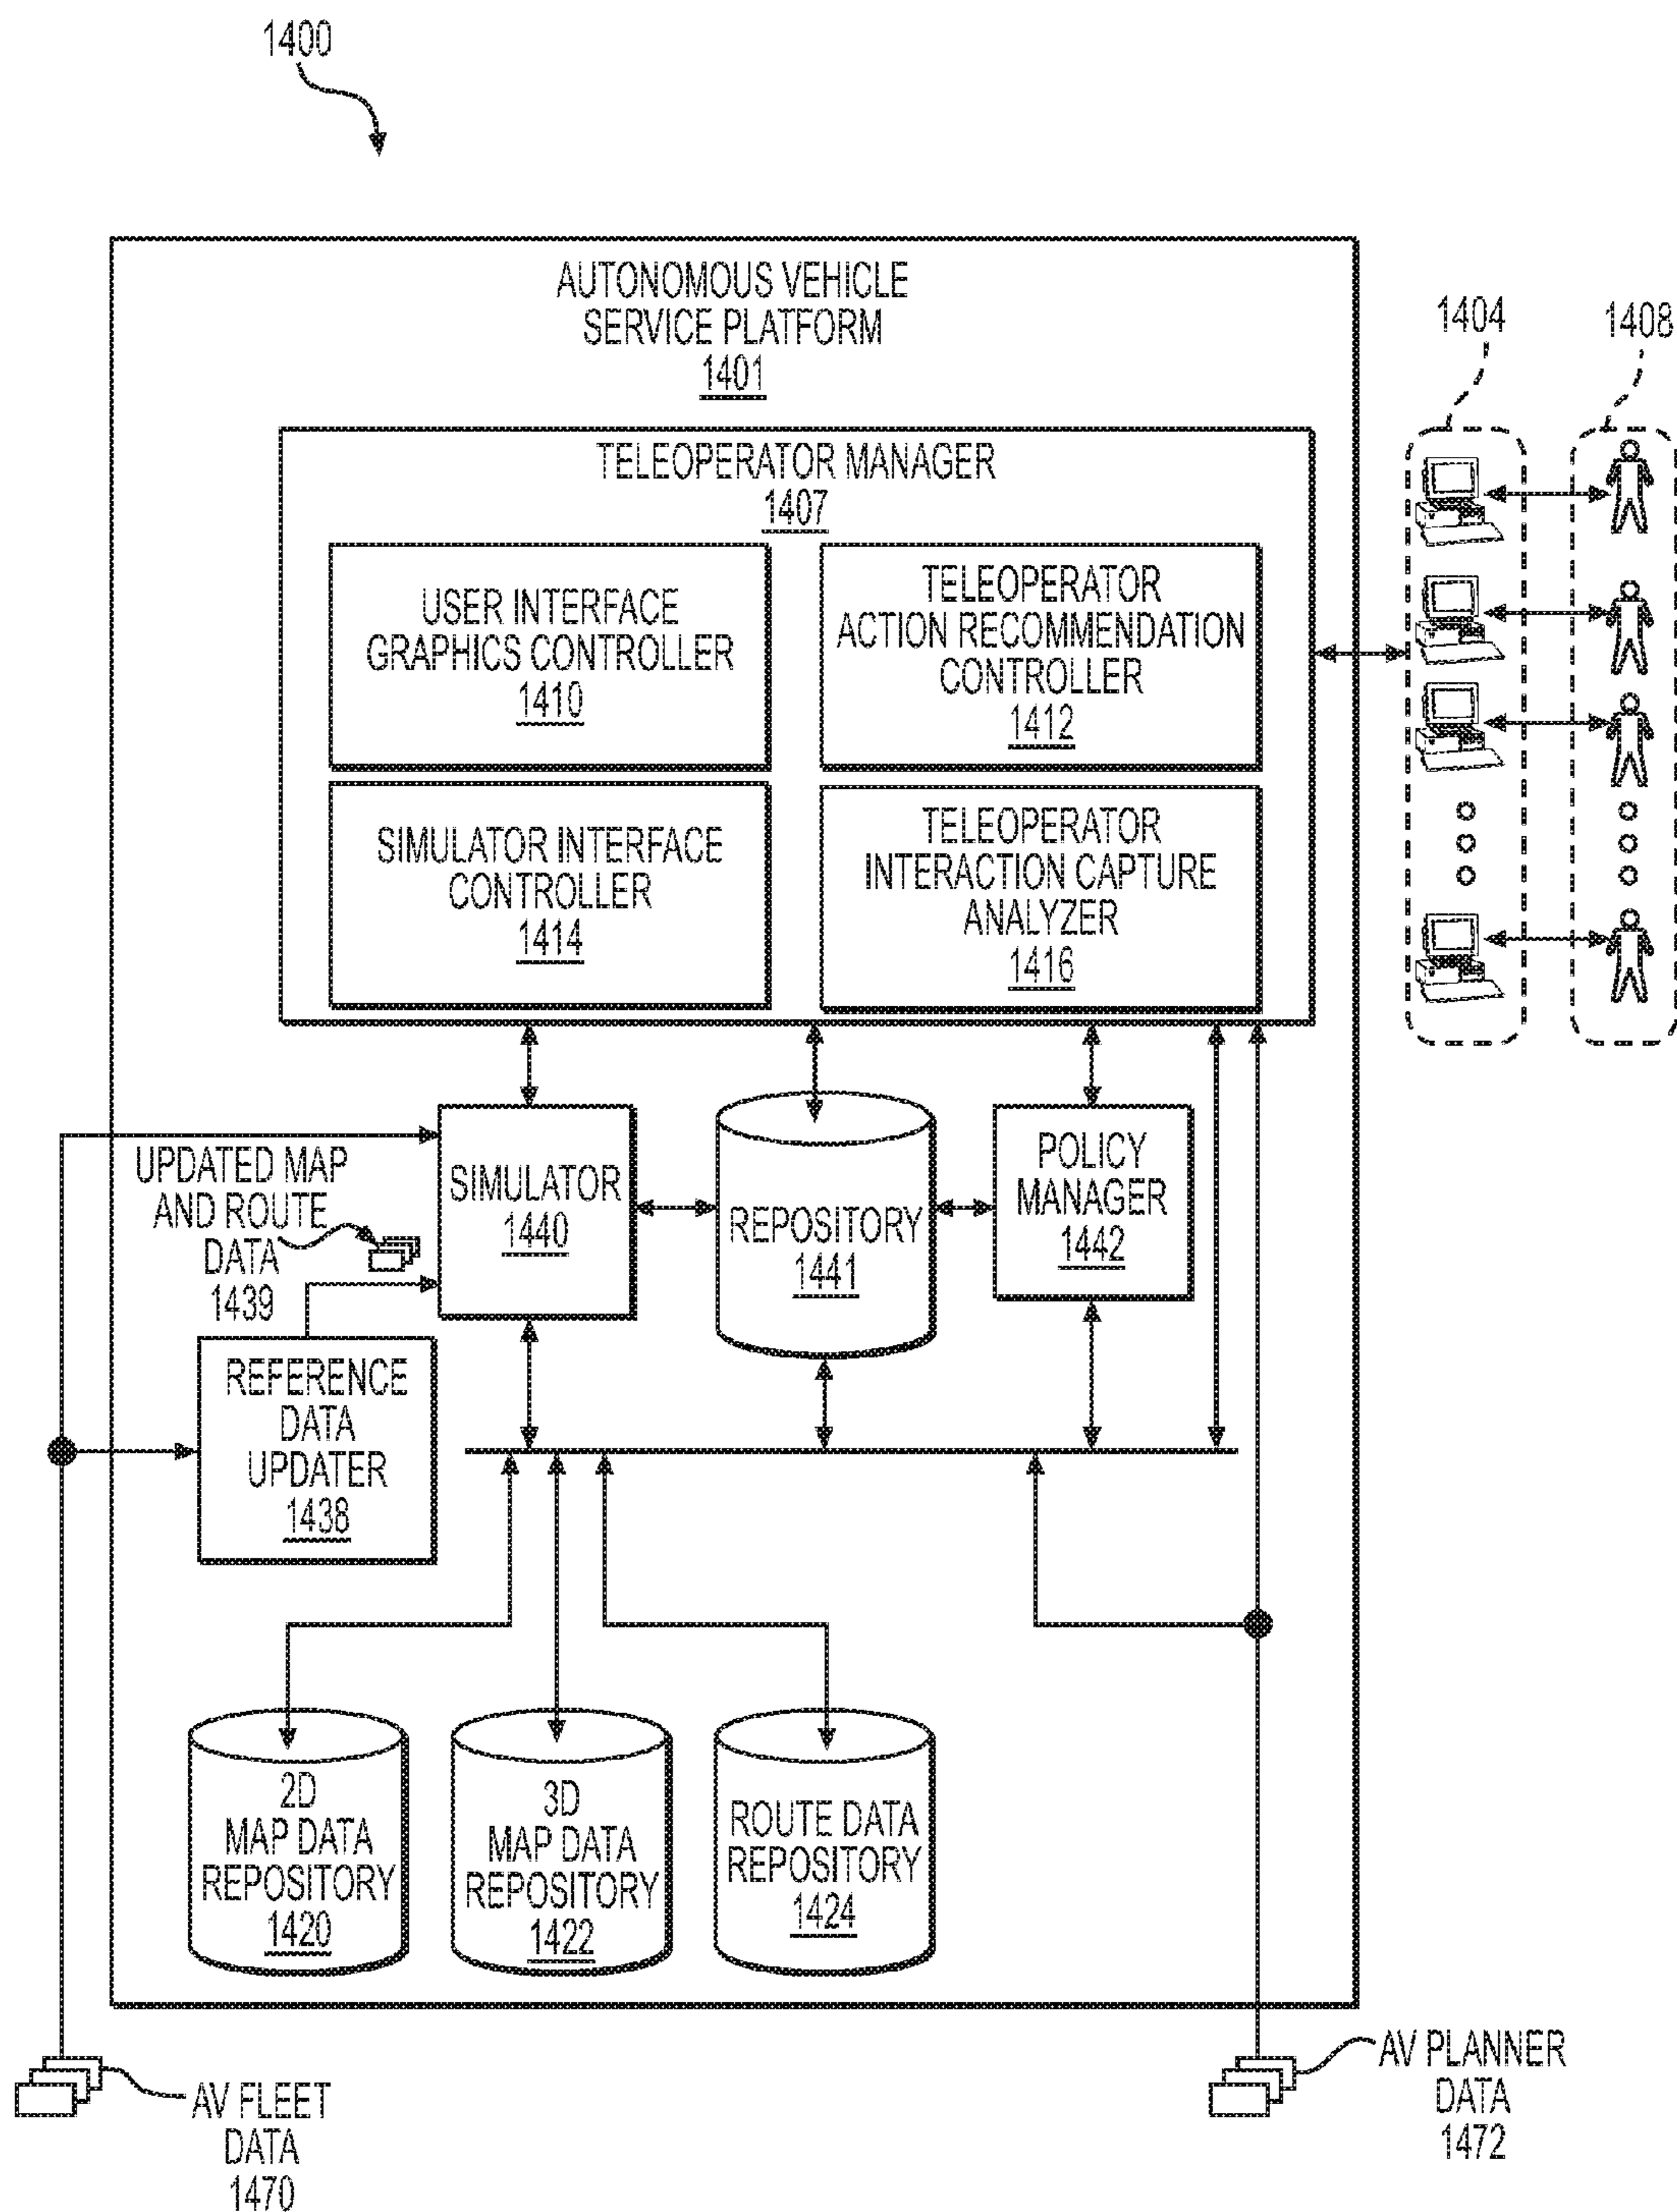 1400
AUTONOMOUS VEHICLE
SERVICE PLATFORM
1401
1404
1408
TELEOPERATOR MANAGER
1407
USER INTERFACE
GRAPHICS CONTROLLER
1410
TELEOPERATOR
ACTION RECOMMENDATION
CONTROLLER
1412
SIMULATOR INTERFACE
CONTROLLER
1414
TELEOPERATOR
INTERACTION CAPTURE
ANALYZER
1416
UPDATED MAP
AND ROUTE
DATA
1439
SIMULATOR
1440
REPOSITORY
1441
POLICY
MANAGER
1442
REFERENCE
DATA
UPDATER
1438
2D
MAP DATA
REPOSITORY
1420
3D
MAP DATA
REPOSITORY
1422
ROUTE DATA
REPOSITORY
1424
AV FLEET
DATA
1470
AV PLANNER
DATA
1472